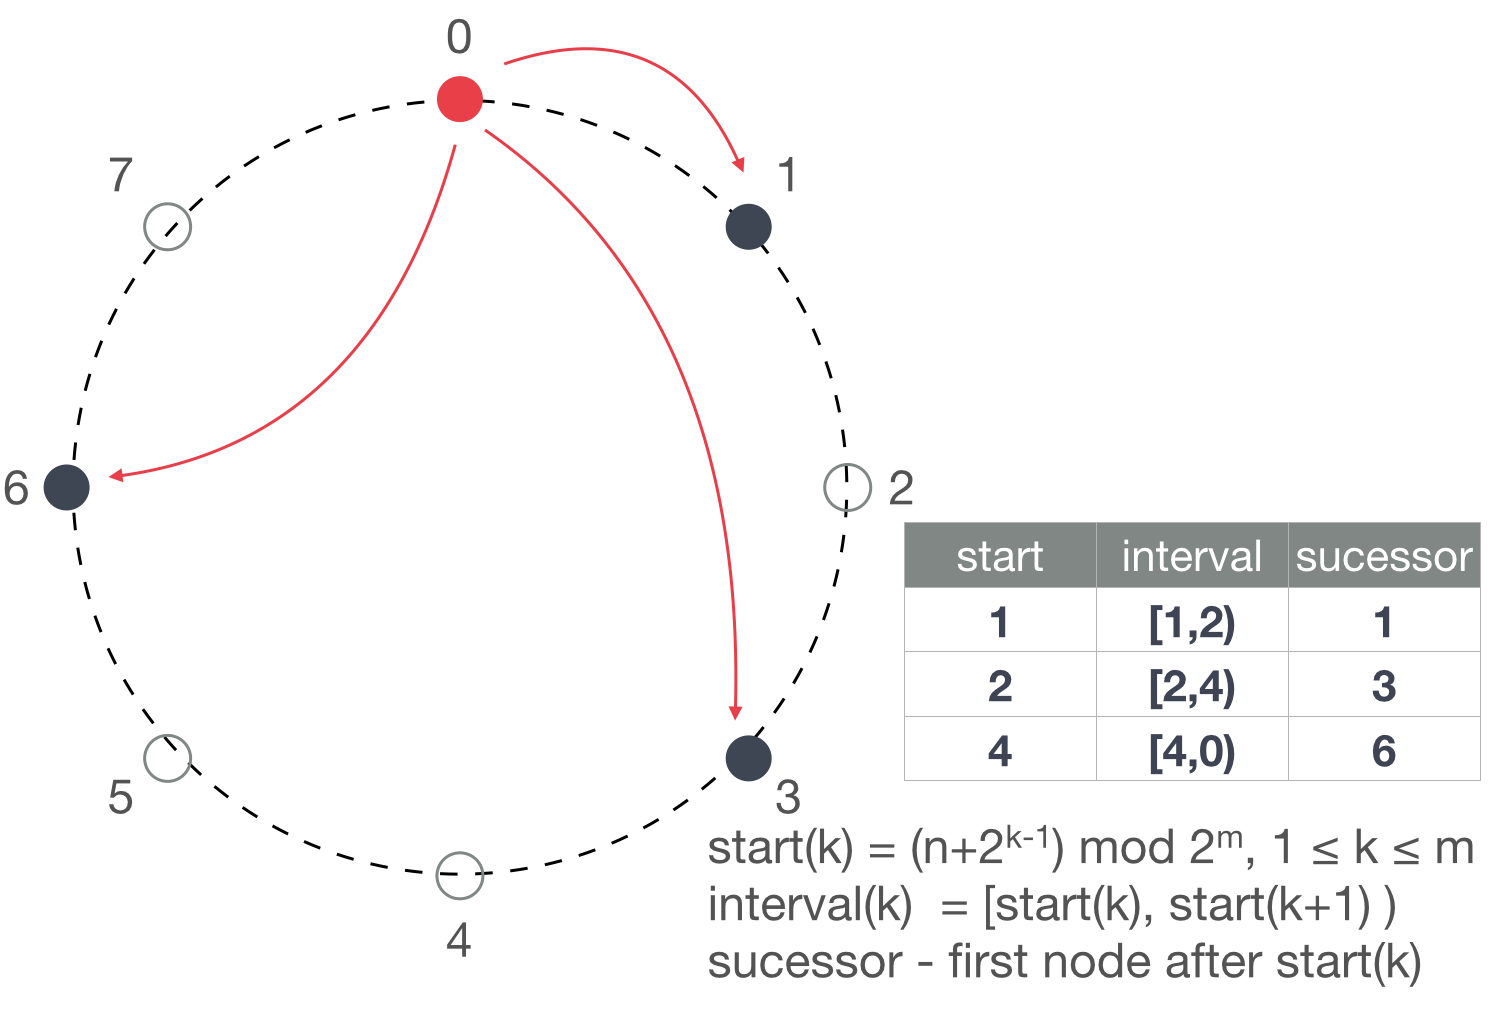 0
7
1
6
2
start interval sucessor
1 [1,2) 1
2 [2,4) 3
4 [4,0) 6
5
3
4
start(k) = (n+2^{k-1}) mod 2^{m}, 1 ≤ k ≤ m
interval(k) = [start(k), start(k+1) )
sucessor - first node after start(k)